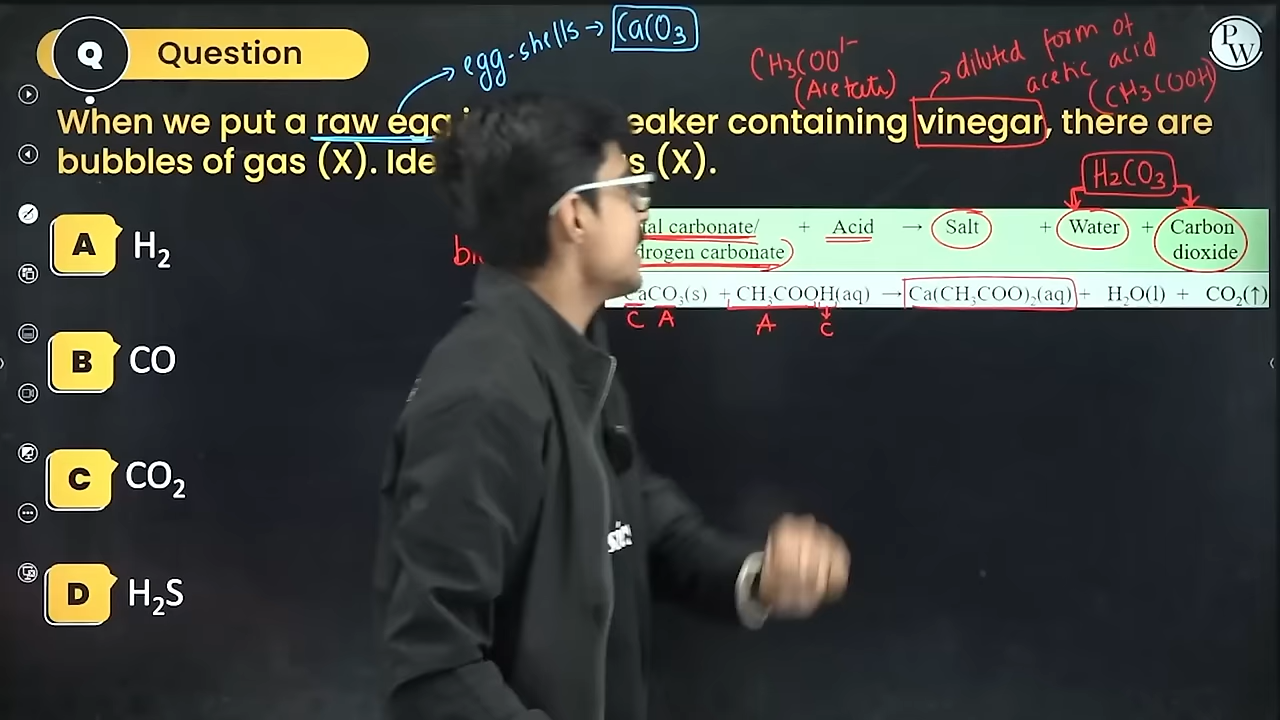 Q Question
egg-shells → CaCO3
CH3COO1-
(Acetate)
→ diluted form of
acetic acid
(CH3COOH)
PW
When we put a raw egg eaker containing vinegar, there are
bubbles of gas (X). Ide s (X).
H2CO3
A H2
tal carbonate/ + Acid → Salt + Water + Carbon
drogen carbonate dioxide
CaCO3(s) + CH3COOH(aq) → Ca(CH3COO)2(aq) + H2O(l) + CO2(↑)
C A A C
B CO
C CO2
D H2S